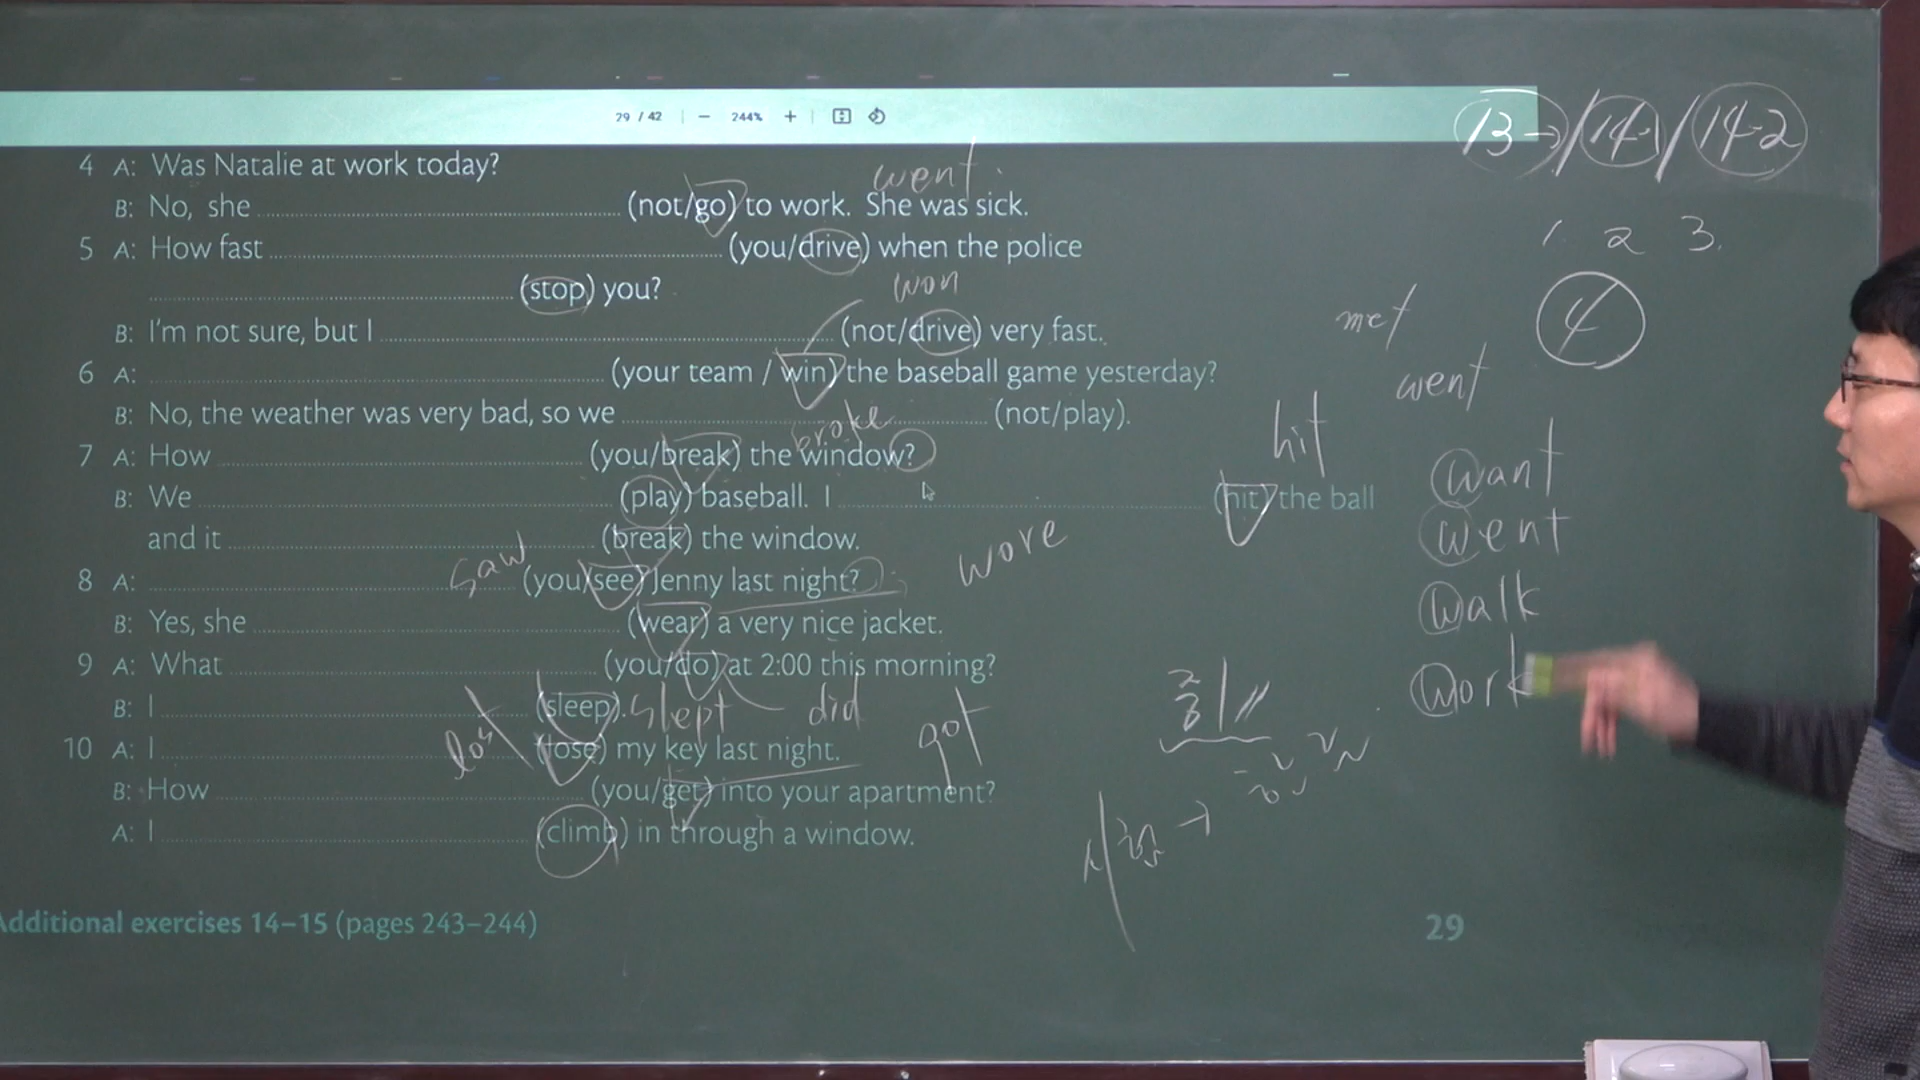 29 / 42 | — 244% +
13 → / 14-1 / 14-2
1. 2 3.
4
4 A: Was Natalie at work today?
went
B: No, she ........ (not/go) to work. She was sick.
5 A: How fast ........ (you/drive) when the police
........ (stop) you?
won
B: I'm not sure, but I ........ (not/drive) very fast.
6 A: ........ (your team / win) the baseball game yesterday?
B: No, the weather was very bad, so we ........ (not/play).
broke
7 A: How ........ (you/break) the window?
B: We ........ (play) baseball. I ........ (hit) the ball
and it ........ (break) the window.
saw
8 A: ........ (you/see) Jenny last night?
B: Yes, she ........ (wear) a very nice jacket.
wore
9 A: What ........ (you/do) at 2:00 this morning?
B: I ........ (sleep). slept did
lost
10 A: I ........ (lose) my key last night.
got
B: How ........ (you/get) into your apartment?
A: I ........ (climb) in through a window.
met
went
hit
want
went
walk
work
Additional exercises 14–15 (pages 243–244)
29